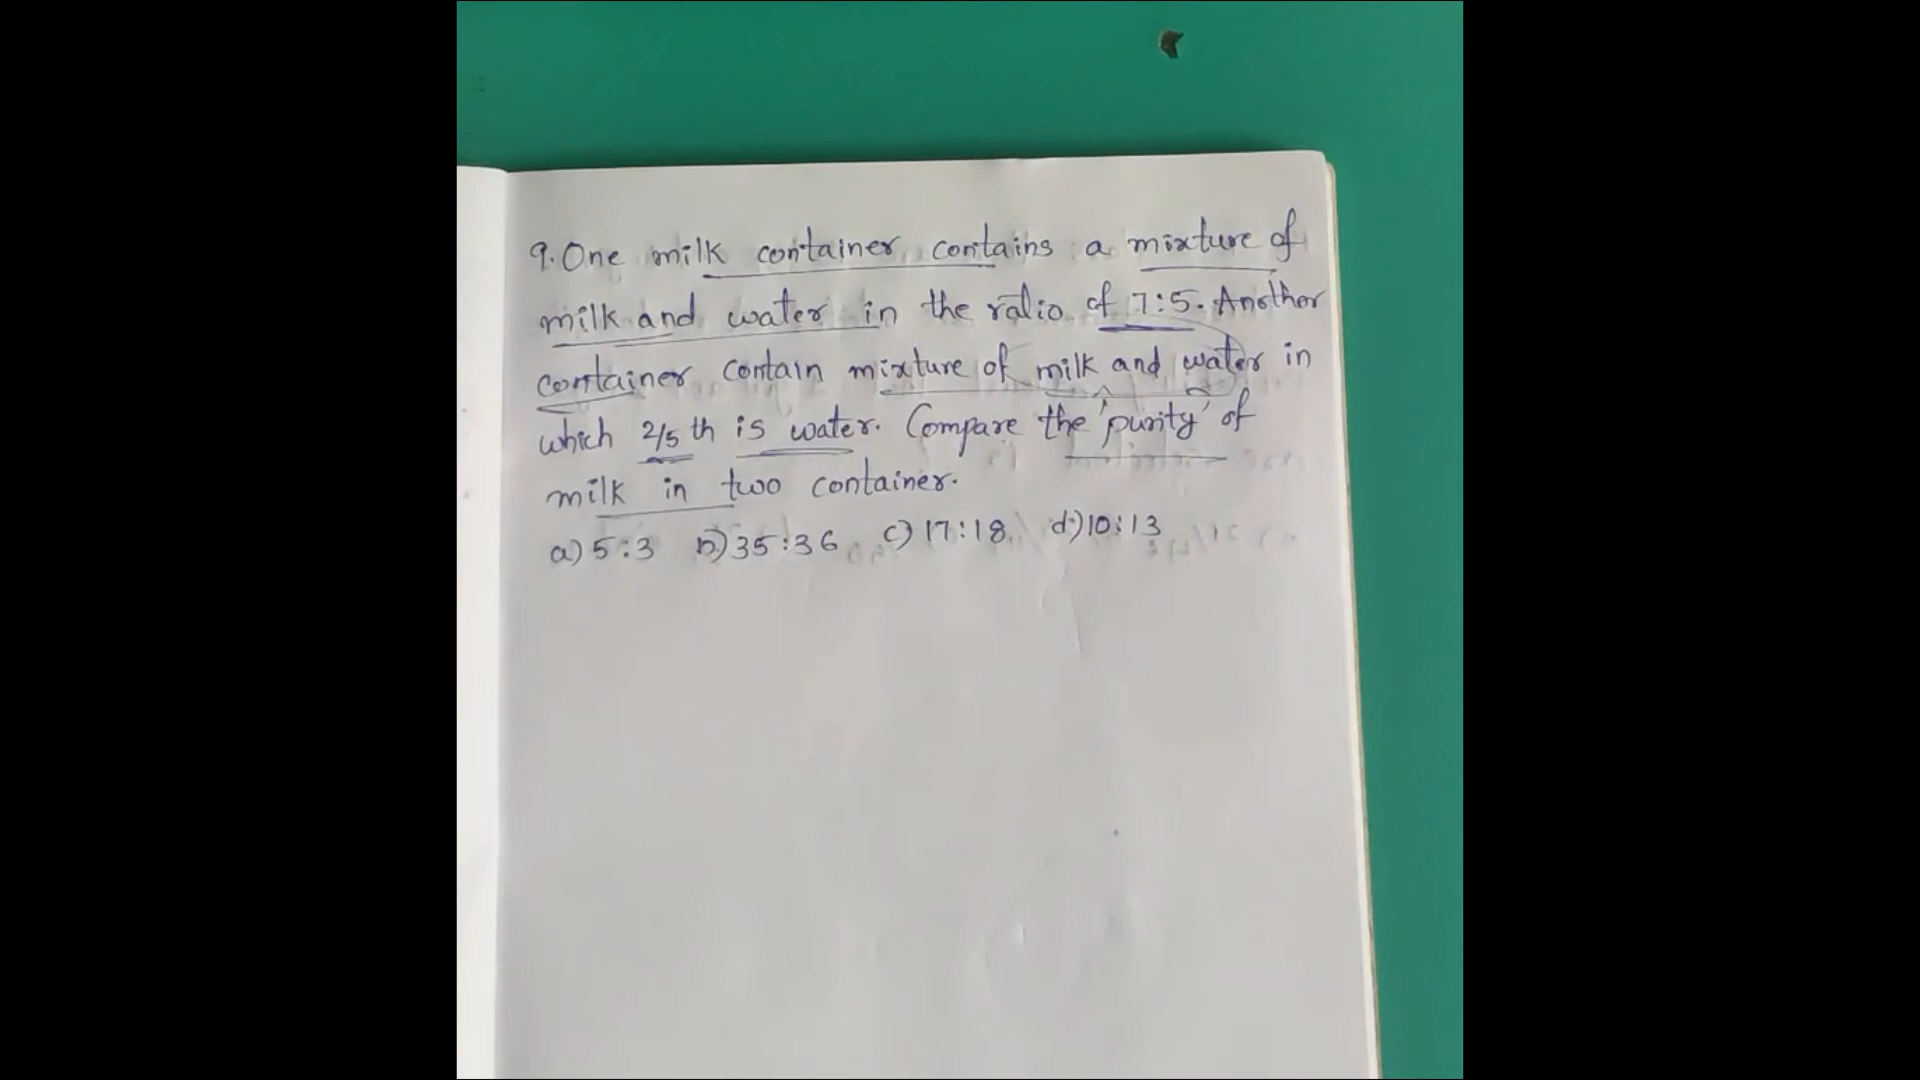 9. One milk container contains a mixture of
milk and water in the ratio of 7:5. Another
container contain mixture of milk and water in
which 2/5 th is water. Compare the 'purity' of
milk in two container.
a) 5:3 b) 35:36 c) 17:18 d) 10:13